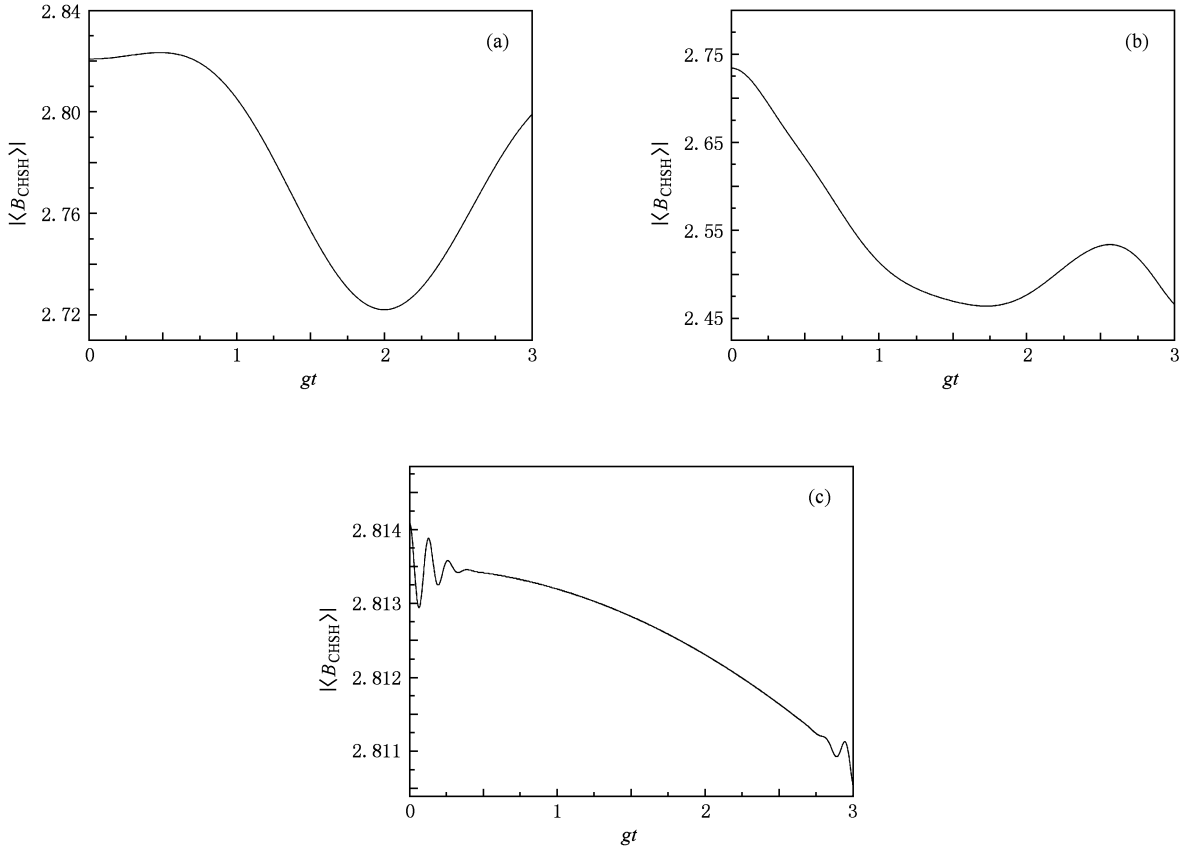 2.84
(a)
2.80
2.76
2.72
|⟨B_CHSH⟩|
0 1 2 3
gt
(b)
2.75
2.65
2.55
2.45
|⟨B_CHSH⟩|
0 1 2 3
gt
(c)
2.814
2.813
2.812
2.811
|⟨B_CHSH⟩|
0 1 2 3
gt